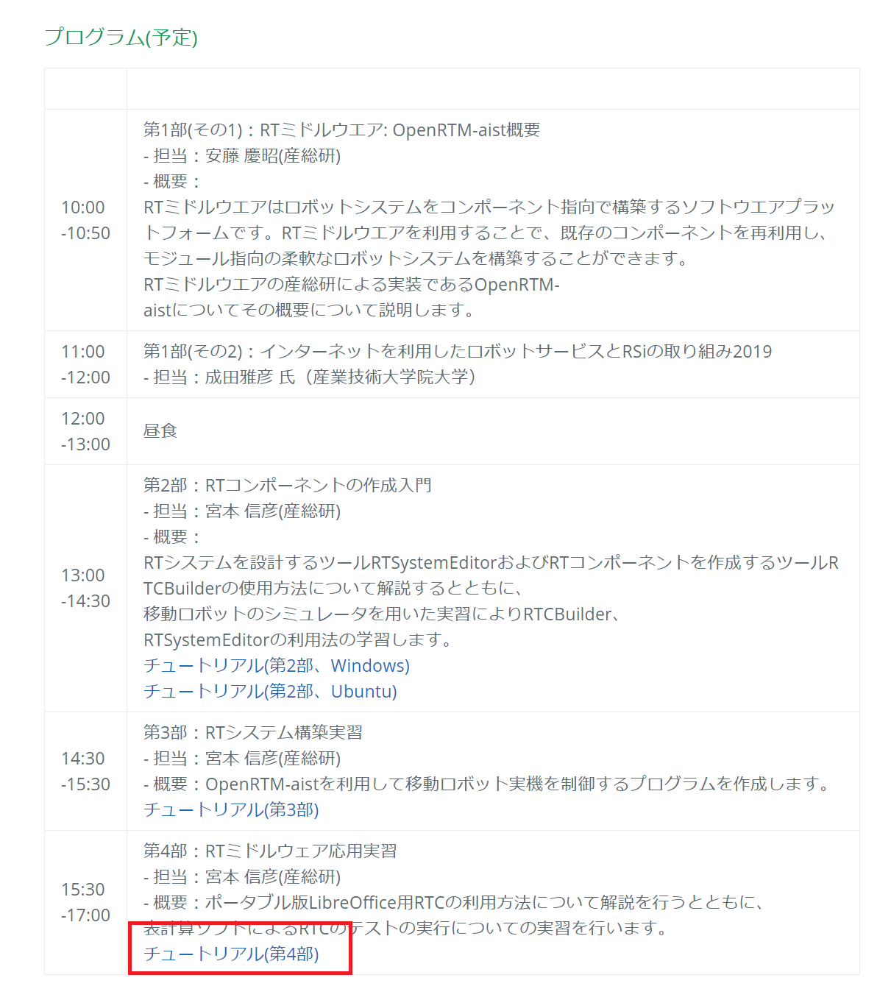 プログラム(予定)
10:00
-10:50
第1部(その1)：RTミドルウエア: OpenRTM-aist概要
- 担当：安藤 慶昭(産総研)
- 概要：
RTミドルウエアはロボットシステムをコンポーネント指向で構築するソフトウエアプラッ
トフォームです。RTミドルウエアを利用することで、既存のコンポーネントを再利用し、
モジュール指向の柔軟なロボットシステムを構築することができます。
RTミドルウエアの産総研による実装であるOpenRTM-
aistについてその概要について説明します。
11:00
-12:00
第1部(その2)：インターネットを利用したロボットサービスとRSiの取り組み2019
- 担当：成田雅彦 氏（産業技術大学院大学）
12:00
-13:00
昼食
13:00
-14:30
第2部：RTコンポーネントの作成入門
- 担当：宮本 信彦(産総研)
- 概要：
RTシステムを設計するツールRTSystemEditorおよびRTコンポーネントを作成するツールR
TCBuilderの使用方法について解説するとともに、
移動ロボットのシミュレータを用いた実習によりRTCBuilder、
RTSystemEditorの利用法の学習します。
チュートリアル(第2部、Windows)
チュートリアル(第2部、Ubuntu)
14:30
-15:30
第3部：RTシステム構築実習
- 担当：宮本 信彦(産総研)
- 概要：OpenRTM-aistを利用して移動ロボット実機を制御するプログラムを作成します。
チュートリアル(第3部)
15:30
-17:00
第4部：RTミドルウェア応用実習
- 担当：宮本 信彦(産総研)
- 概要：ポータブル版LibreOffice用RTCの利用方法について解説を行うとともに、
表計算ソフトによるRTCのテストの実行についての実習を行います。
チュートリアル(第4部)